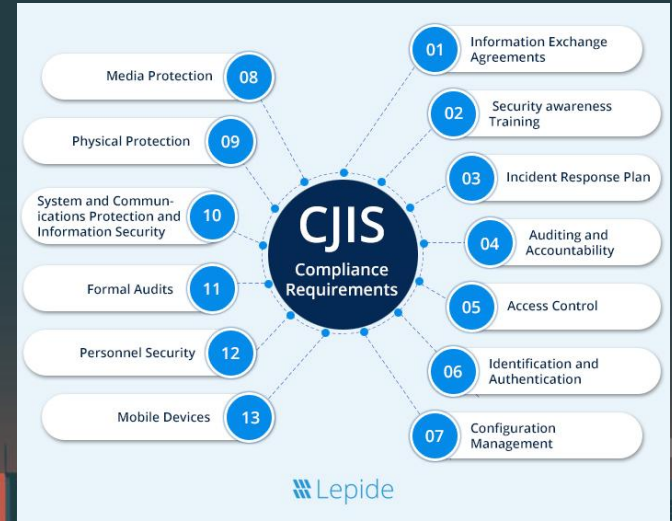 01
Information Exchange
Agreements
02
Security awareness
Training
03
Incident Response Plan
04
Auditing and
Accountability
05
Access Control
06
Identification and
Authentication
07
Configuration
Management
Media Protection
08
Physical Protection
09
System and Commun-
ications Protection and
Information Security
10
Formal Audits
11
Personnel Security
12
Mobile Devices
13
CJIS
Compliance
Requirements
Lepide